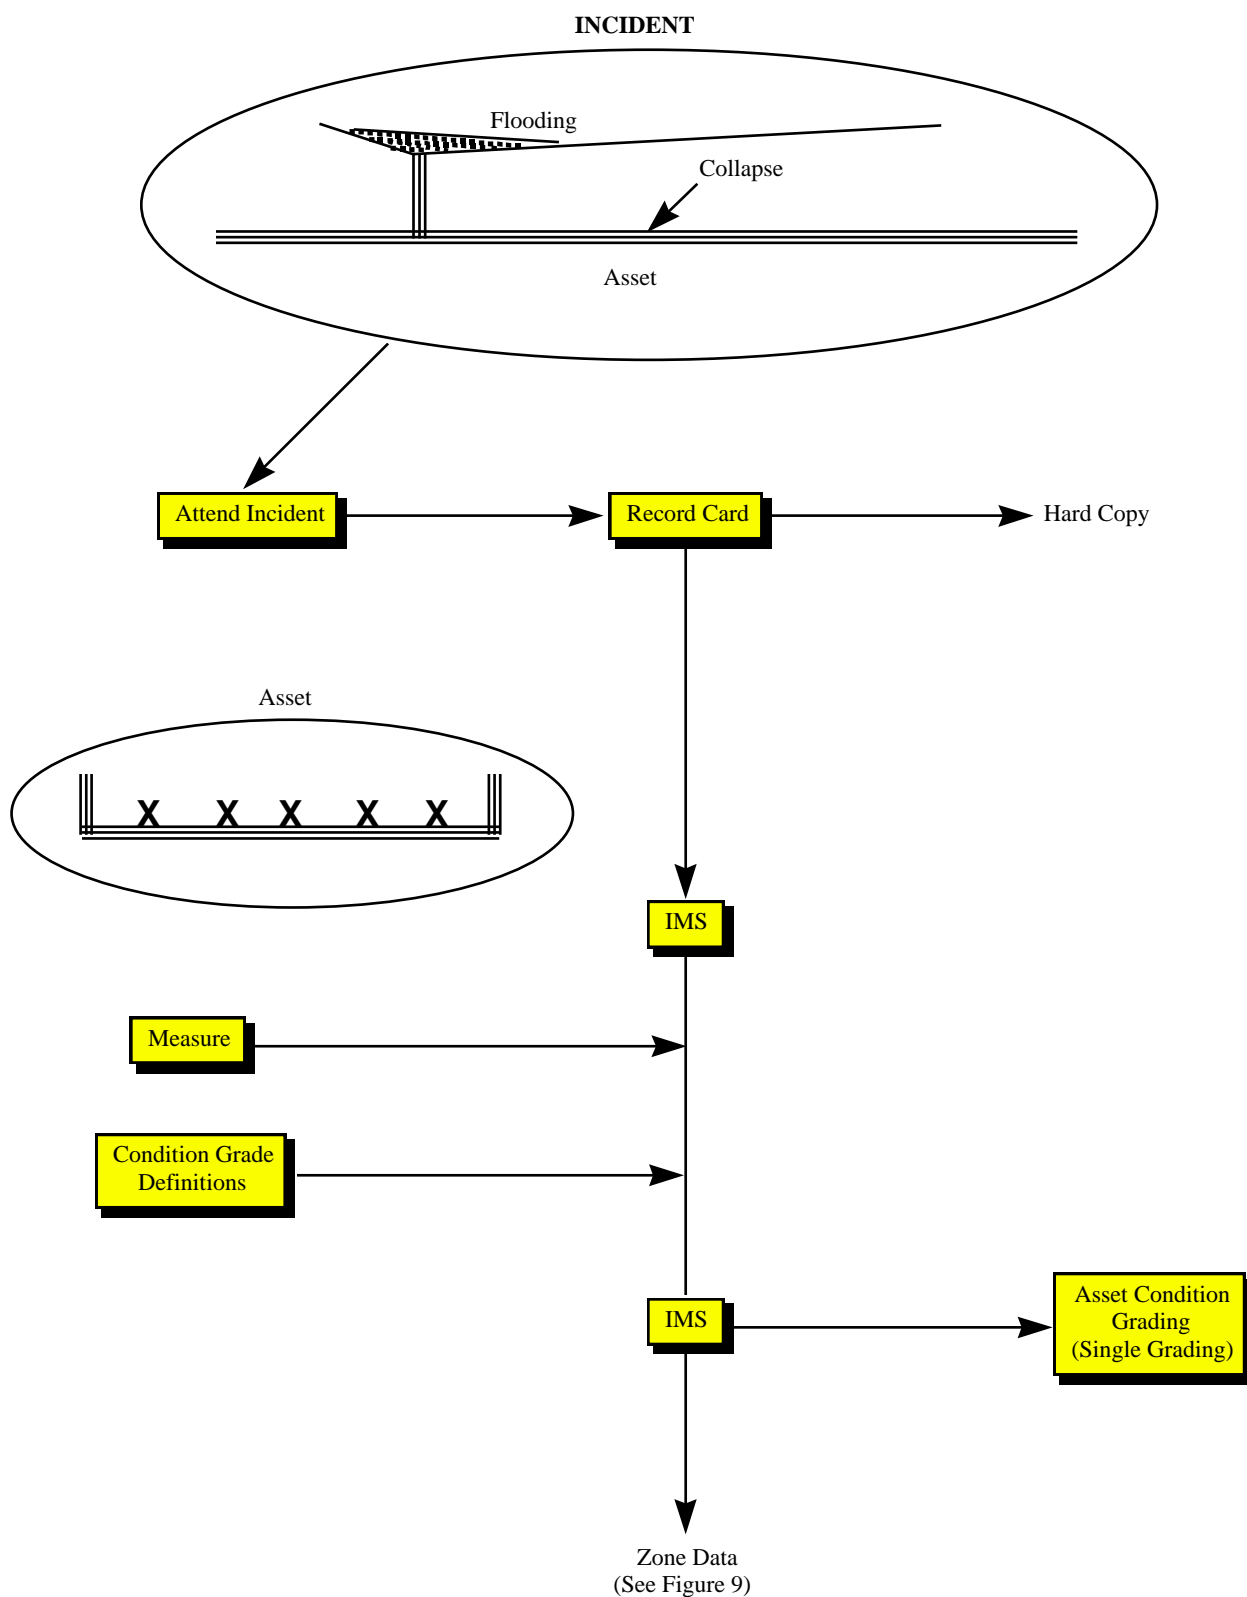 INCIDENT
Flooding
Collapse
Asset
Attend Incident
Record Card
Hard Copy
Asset
X X X X X
IMS
Measure
Condition Grade
Definitions
IMS
Asset Condition
Grading
(Single Grading)
Zone Data
(See Figure 9)